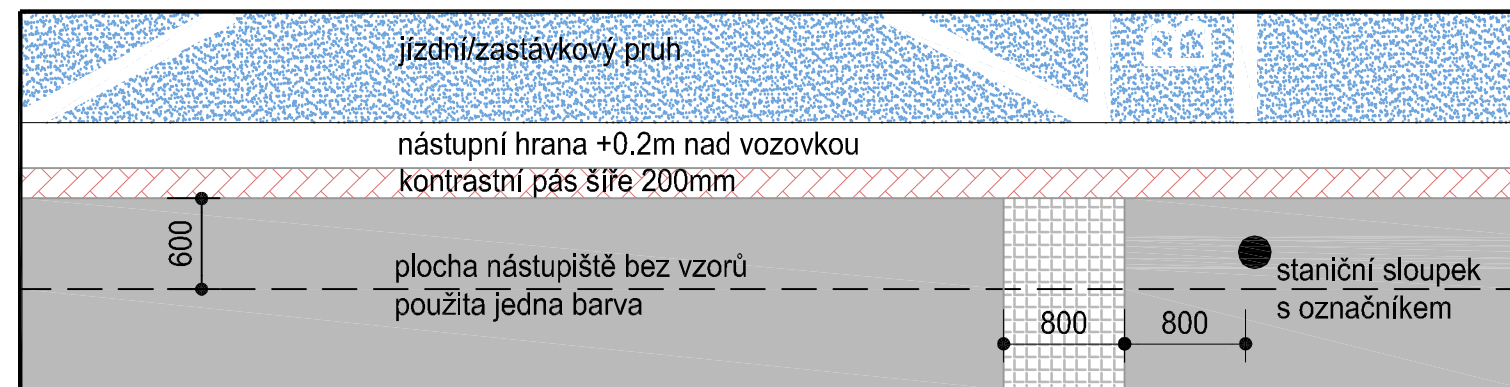 jízdní/zastávkový pruh
B
nástupní hrana +0.2m nad vozovkou
kontrastní pás šíře 200mm
600
plocha nástupiště bez vzorů
použita jedna barva
staniční sloupek
s označníkem
800
800